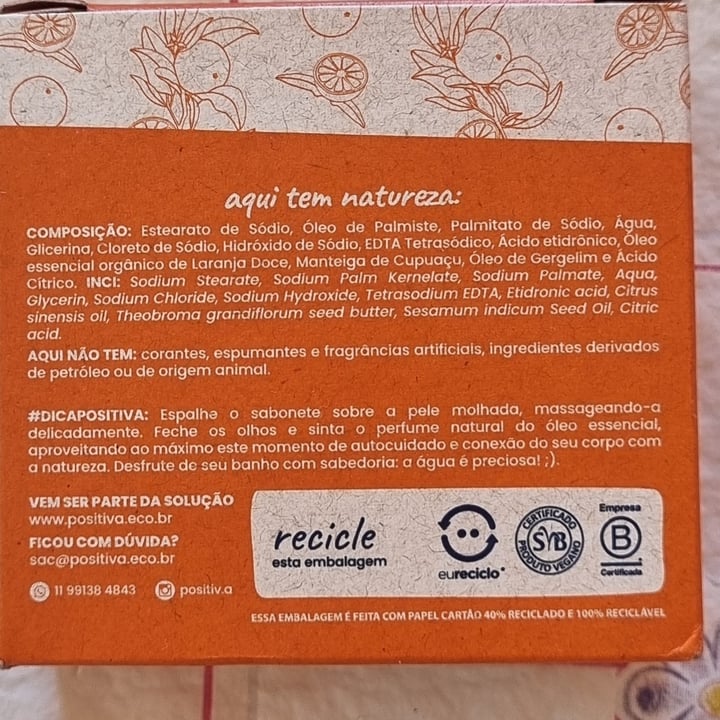 aqui tem natureza:
COMPOSIÇÃO: Estearato de Sódio, Óleo de Palmiste, Palmitato de Sódio, Água,
Glicerina, Cloreto de Sódio, Hidróxido de Sódio, EDTA Tetrasódico, Ácido etidrônico, Óleo
essencial orgânico de Laranja Doce, Manteiga de Cupuaçu, Óleo de Gergelim e Ácido
Cítrico. INCI: Sodium Stearate, Sodium Palm Kernelate, Sodium Palmate, Aqua,
Glycerin, Sodium Chloride, Sodium Hydroxide, Tetrasodium EDTA, Etidronic acid, Citrus
sinensis oil, Theobroma grandiflorum seed butter, Sesamum indicum Seed Oil, Citric
acid.
AQUI NÃO TEM: corantes, espumantes e fragrâncias artificiais, ingredientes derivados
de petróleo ou de origem animal.
#DICAPOSITIVA: Espalhe o sabonete sobre a pele molhada, massageando-a
delicadamente. Feche os olhos e sinta o perfume natural do óleo essencial,
aproveitando ao máximo este momento de autocuidado e conexão do seu corpo com
a natureza. Desfrute de seu banho com sabedoria: a água é preciosa! ;).
VEM SER PARTE DA SOLUÇÃO
www.positiva.eco.br
FICOU COM DÚVIDA?
sac@positiva.eco.br
11 99138 4843 positiv.a
recicle
esta embalagem
eureciclo
CERTIFICADO
SVB
PRODUTO VEGANO
Empresa
B
Certificada
ESSA EMBALAGEM É FEITA COM PAPEL CARTÃO 40% RECICLADO E 100% RECICLÁVEL